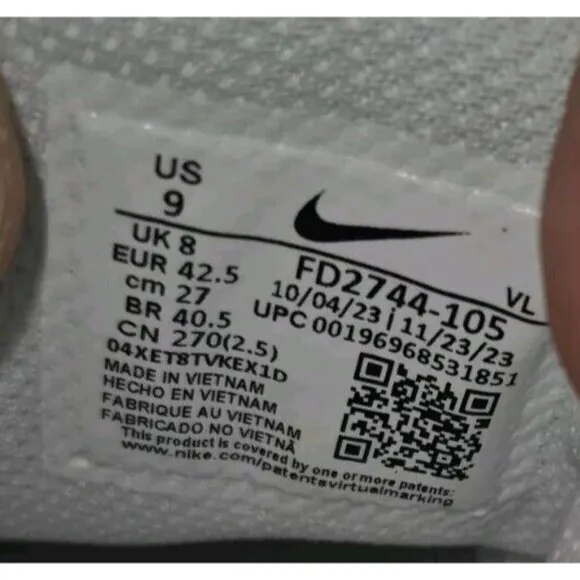 US
9
UK 8
EUR 42.5
cm 27
BR 40.5
CN 270(2.5)
04XET8TVKEX1D
MADE IN VIETNAM
HECHO EN VIETNAM
FABRIQUE AU VIETNAM
FABRICADO NO VIETNÃ
This product is covered by one or more patents:
www.nike.com/patentsvirtualmarking
VL
FD2744-105
10/04/23 | 11/23/23
UPC 00196968531851